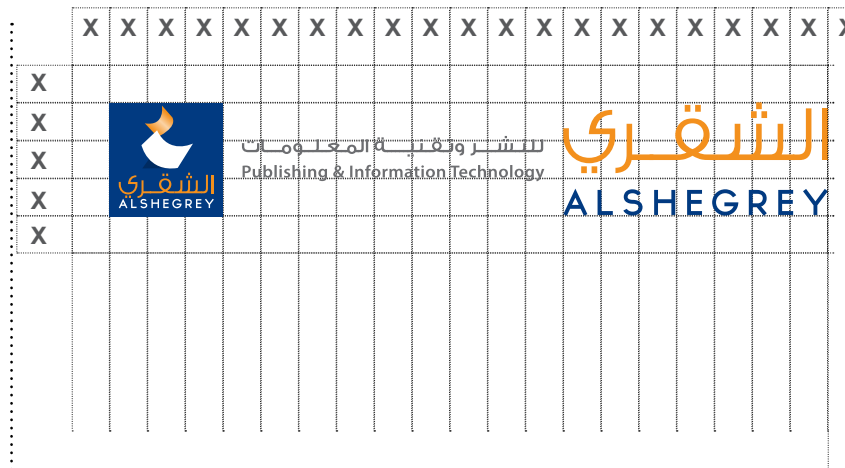 X X X X X X X X X X X X X X X X X X X X X
X
X
X
X
X
الشقري
ALSHEGREY
للنشر وتقنية المعلومات
Publishing & Information Technology
الشقري
ALSHEGREY